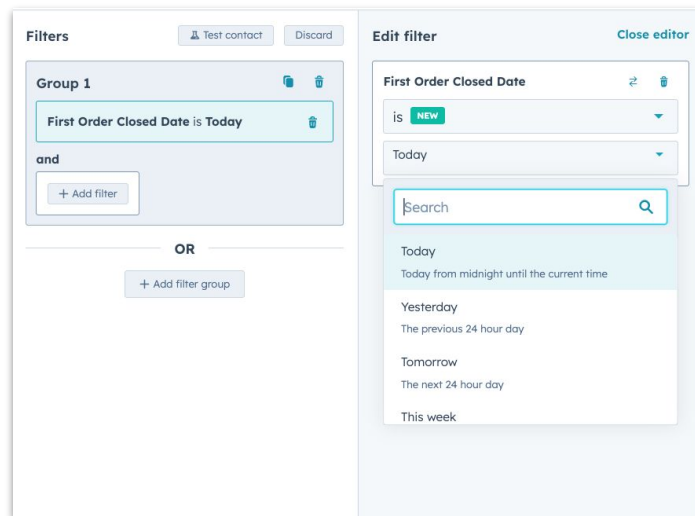 Filters
Test contact
Discard
Group 1
First Order Closed Date is Today
and
+ Add filter
OR
+ Add filter group
Edit filter
Close editor
First Order Closed Date
is NEW
Today
Search
Today
Today from midnight until the current time
Yesterday
The previous 24 hour day
Tomorrow
The next 24 hour day
This week